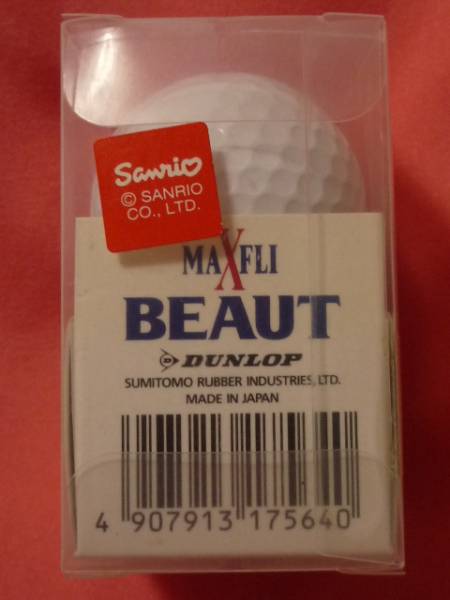 Sanrio
© SANRIO
CO., LTD.
MAXFLI
BEAUT
DUNLOP
SUMITOMO RUBBER INDUSTRIES, LTD.
MADE IN JAPAN
4 907913 175640